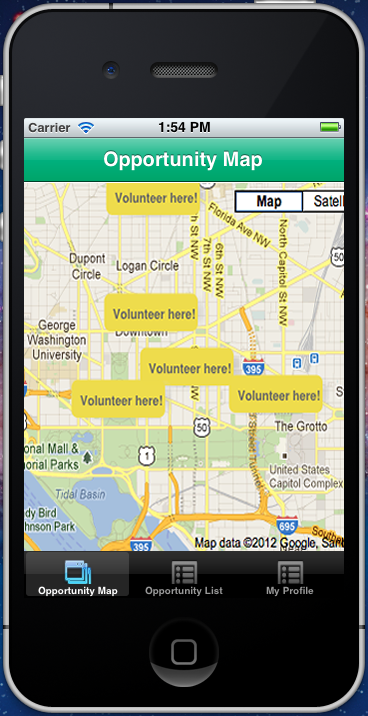 Carrier
1:54 PM
Opportunity Map
Volunteer here!
Map
Satell
Florida Ave NW
7th St NW
6th St NW
North Capitol St NW
50
Dupont
Circle
Logan Circle
Volunteer here!
George
Washington
University
Downtown
Volunteer here!
395
Volunteer here!
Volunteer here!
50
The Grotto
1
onal Mall &
orial Parks
United States
Capitol Complex
Tidal Basin
dy Bird
hnson Park
395
695
Map data ©2012 Google, San
Opportunity Map
Opportunity List
My Profile